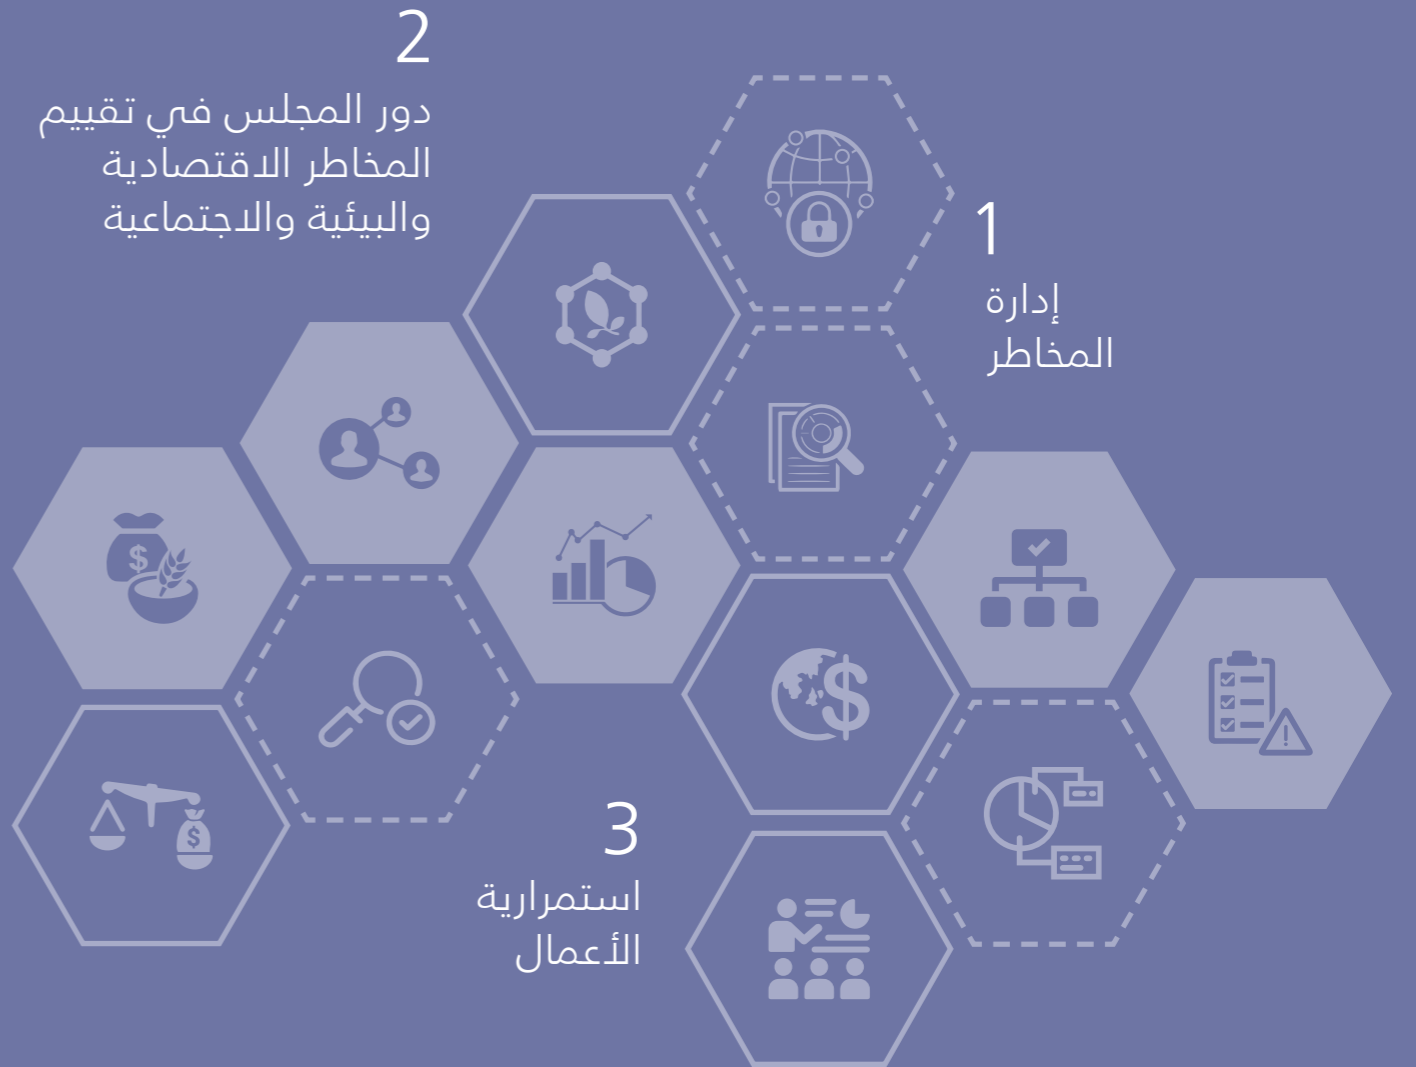 1
إدارة
المخاطر
2
دور المجلس في تقييم
المخاطر الاقتصادية
والبيئية والاجتماعية
3
استمرارية
الأعمال
$
$
$
!